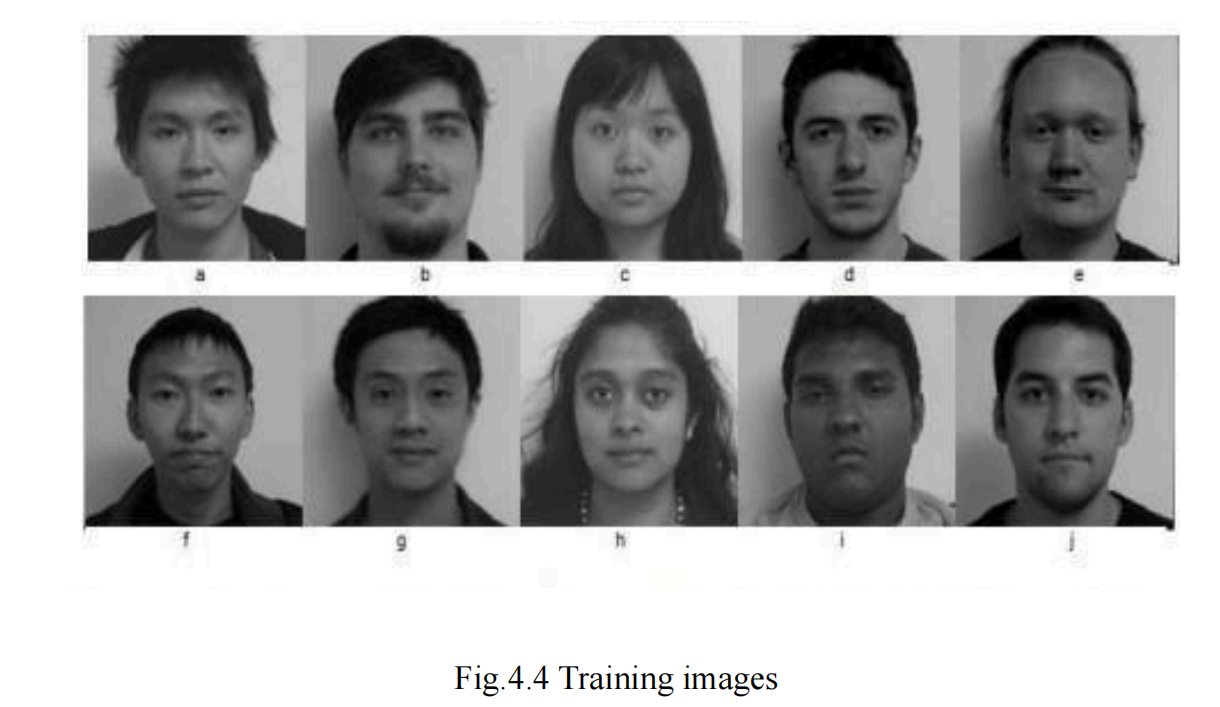 a b c d e
f g h i j
Fig.4.4 Training images